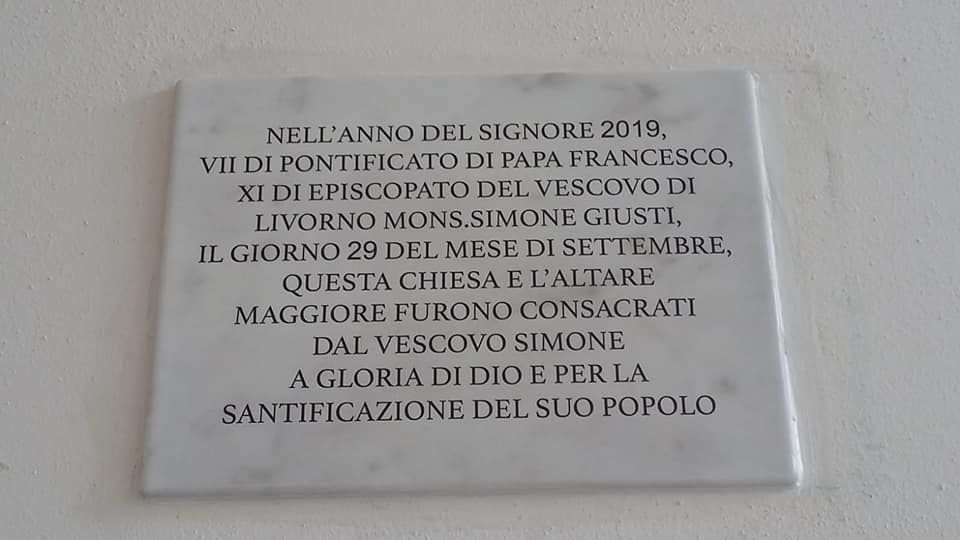 NELL'ANNO DEL SIGNORE 2019,
VII DI PONTIFICATO DI PAPA FRANCESCO,
XI DI EPISCOPATO DEL VESCOVO DI
LIVORNO MONS.SIMONE GIUSTI,
IL GIORNO 29 DEL MESE DI SETTEMBRE,
QUESTA CHIESA E L'ALTARE
MAGGIORE FURONO CONSACRATI
DAL VESCOVO SIMONE
A GLORIA DI DIO E PER LA
SANTIFICAZIONE DEL SUO POPOLO